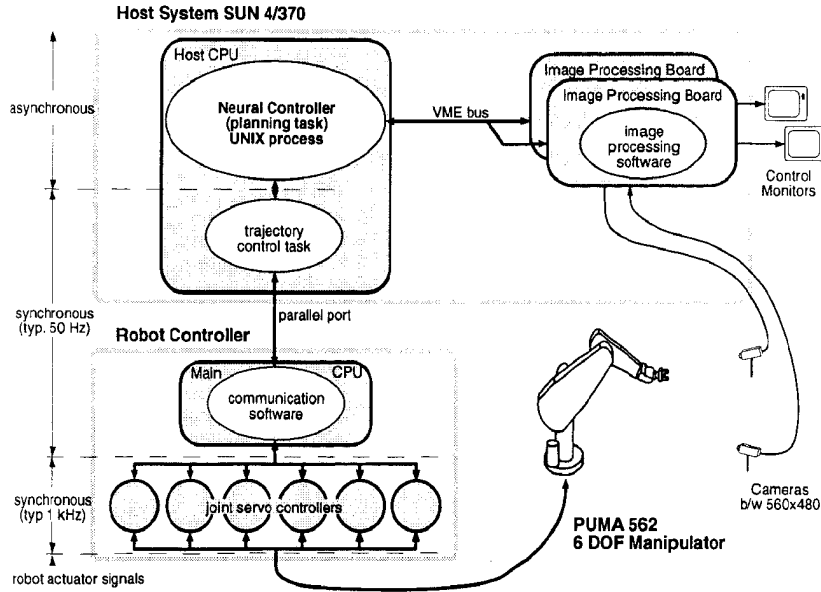 Host System SUN 4/370
Host CPU
Neural Controller
(planning task)
UNIX process
asynchronous
VME bus
Image Processing Board
Image Processing Board
image
processing
software
Control
Monitors
trajectory
control task
synchronous
(typ. 50 Hz)
parallel port
Robot Controller
Main CPU
communication
software
synchronous
(typ 1 kHz)
joint servo controllers
robot actuator signals
PUMA 562
6 DOF Manipulator
Cameras
b/w 560x480